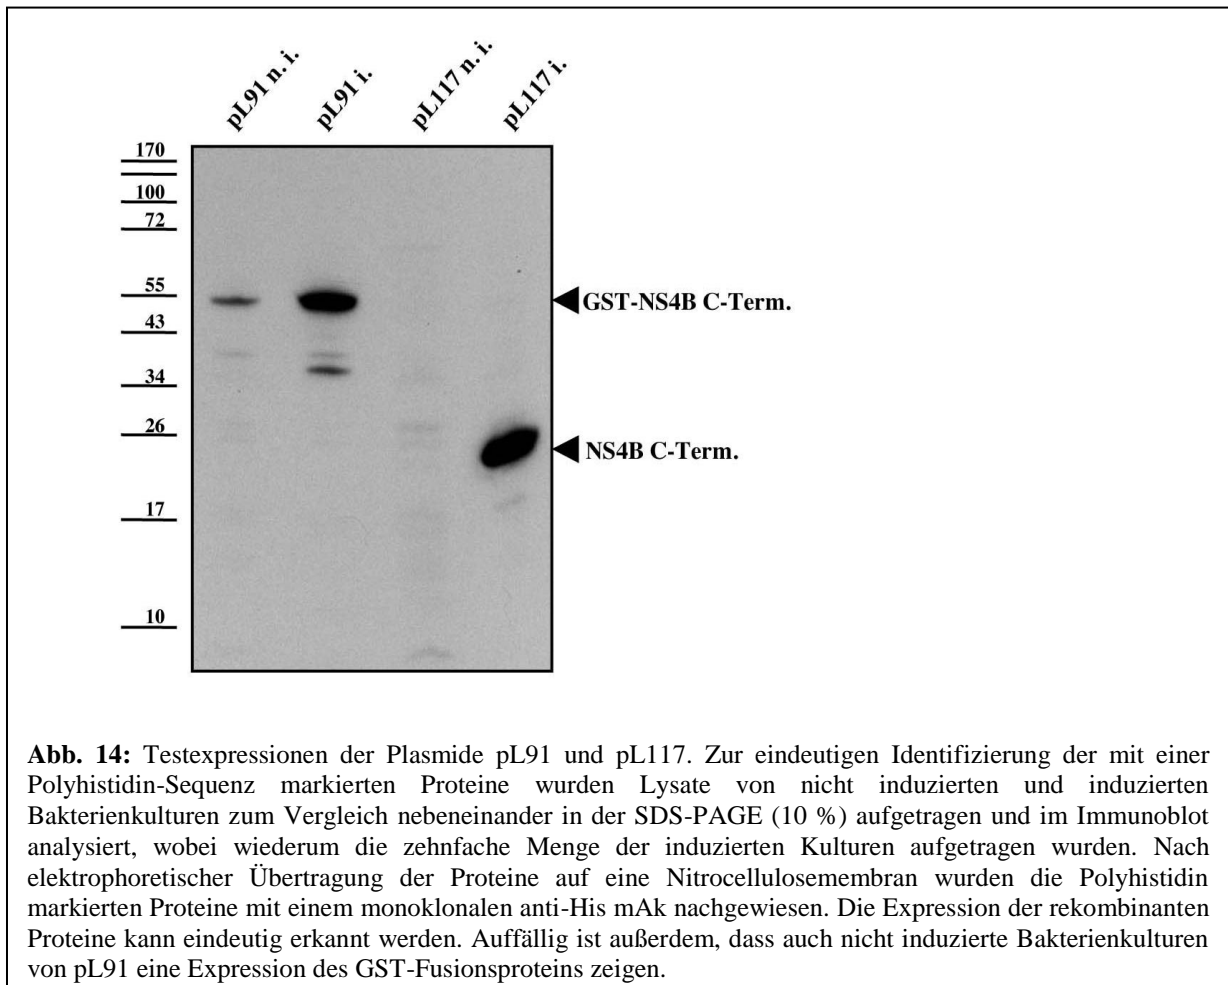 pL91 n. i.
pL91 i.
pL117 n. i.
pL117 i.
170
100
72
55
43
34
26
17
10
GST-NS4B C-Term.
NS4B C-Term.
Abb. 14: Testexpressionen der Plasmide pL91 und pL117. Zur eindeutigen Identifizierung der mit einer
Polyhistidin-Sequenz markierten Proteine wurden Lysate von nicht induzierten und induzierten
Bakterienkulturen zum Vergleich nebeneinander in der SDS-PAGE (10 %) aufgetragen und im Immunoblot
analysiert, wobei wiederum die zehnfache Menge der induzierten Kulturen aufgetragen wurden. Nach
elektrophoretischer Übertragung der Proteine auf eine Nitrocellulosemembran wurden die Polyhistidin
markierten Proteine mit einem monoklonalen anti-His mAk nachgewiesen. Die Expression der rekombinanten
Proteine kann eindeutig erkannt werden. Auffällig ist außerdem, dass auch nicht induzierte Bakterienkulturen
von pL91 eine Expression des GST-Fusionsproteins zeigen.